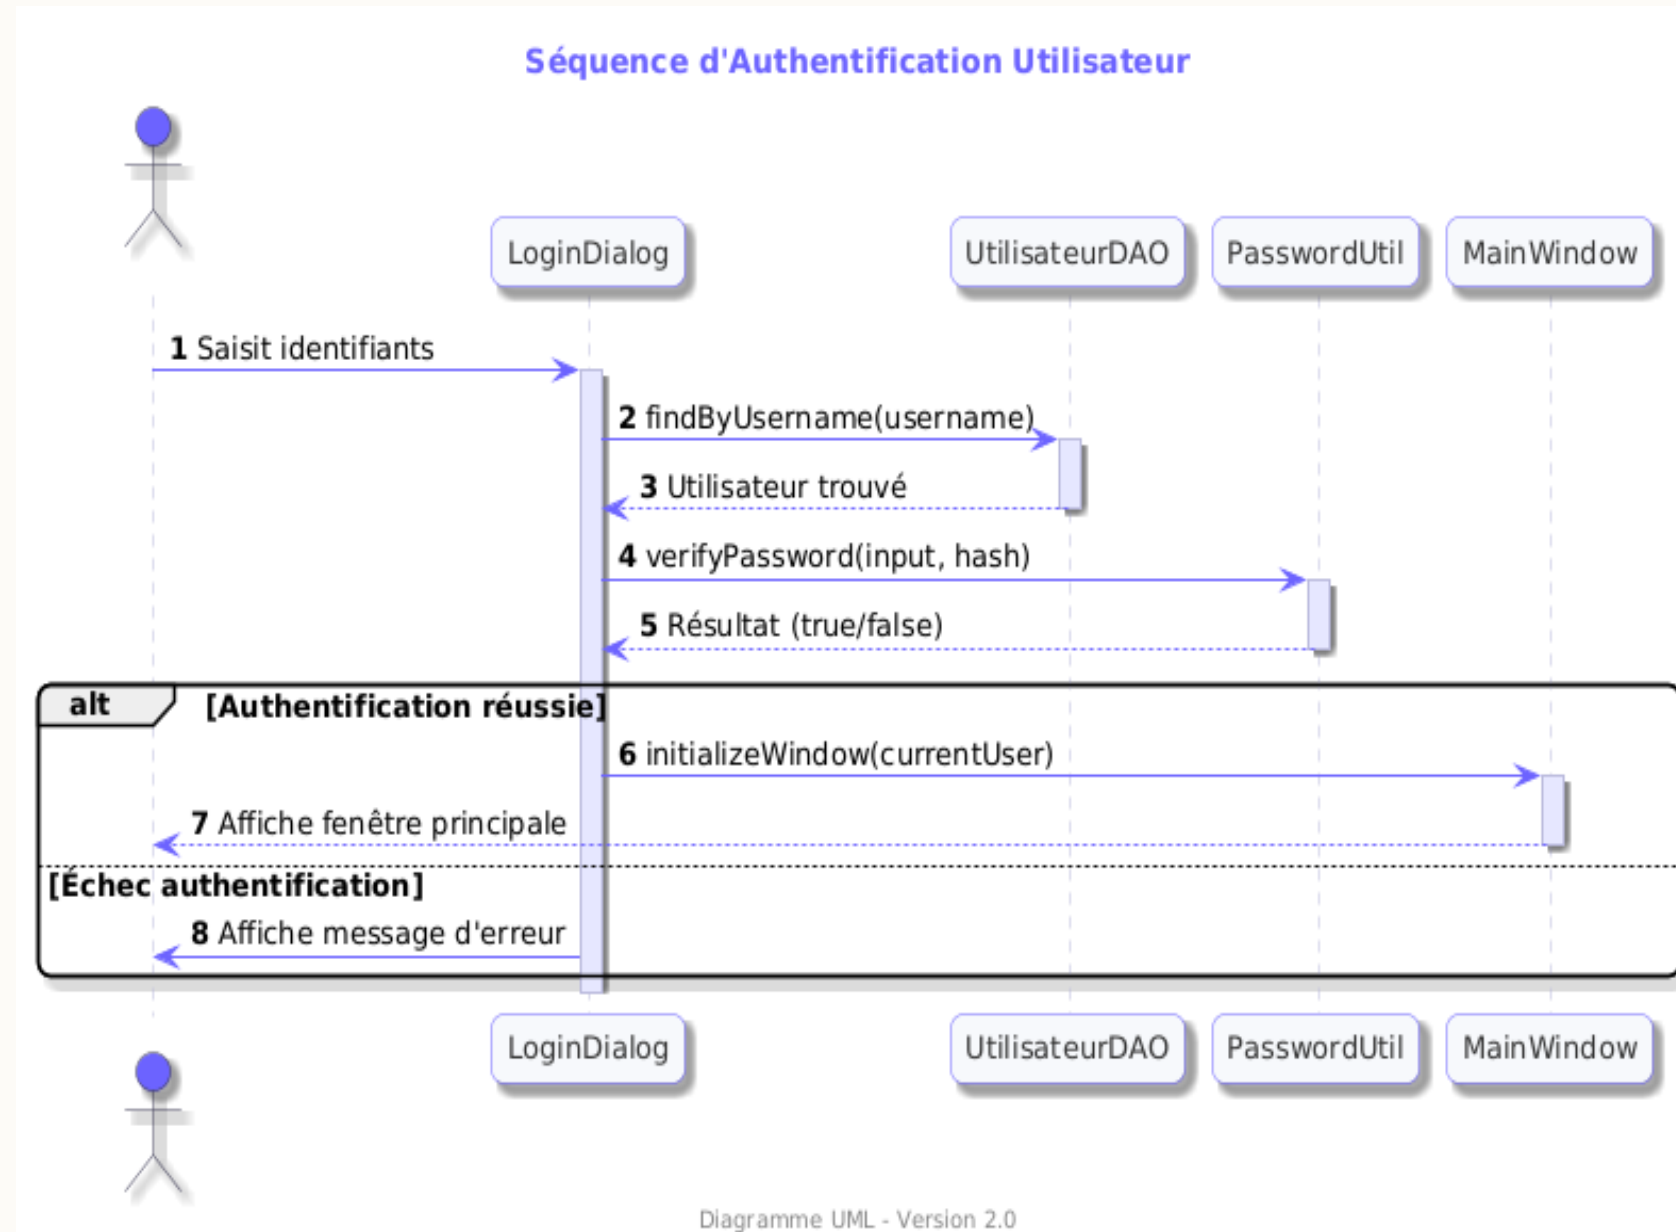 Séquence d'Authentification Utilisateur
LoginDialog
UtilisateurDAO
PasswordUtil
MainWindow
1 Saisit identifiants
2 findByUsername(username)
3 Utilisateur trouvé
4 verifyPassword(input, hash)
5 Résultat (true/false)
alt [Authentification réussie]
6 initializeWindow(currentUser)
7 Affiche fenêtre principale
[Échec authentification]
8 Affiche message d'erreur
LoginDialog
UtilisateurDAO
PasswordUtil
MainWindow
Diagramme UML - Version 2.0